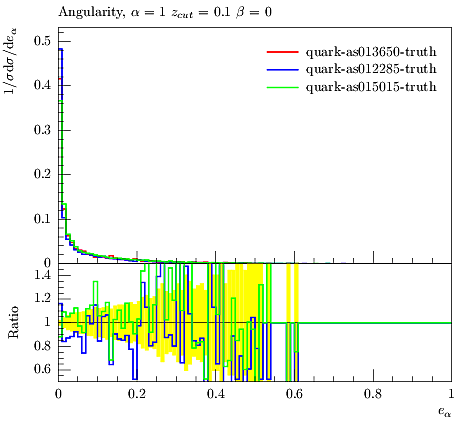 Angularity, α = 1 z_cut = 0.1 β = 0
1/σ dσ/de_α
0.5
0.4
0.3
0.2
0.1
0
quark-as013650-truth
quark-as012285-truth
quark-as015015-truth
Ratio
1.4
1.2
1.0
0.8
0.6
0 0.2 0.4 0.6 0.8 1
e_α